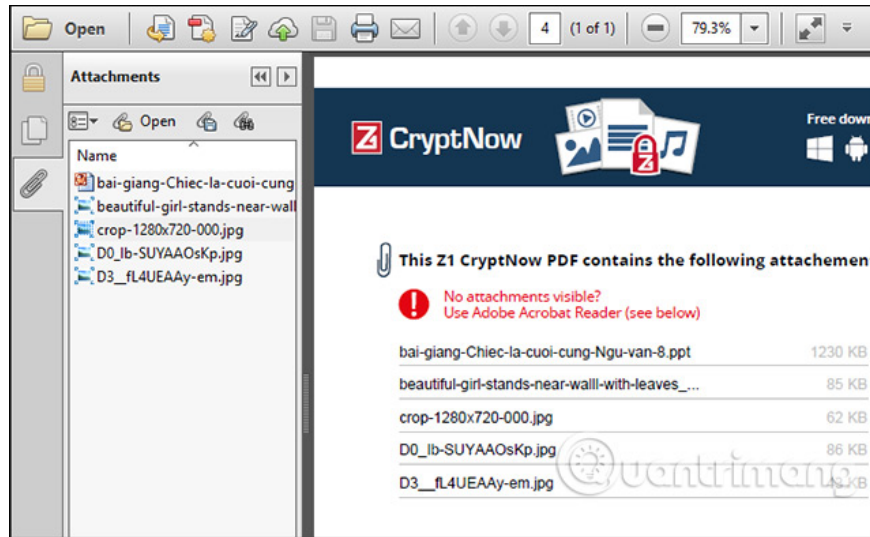 Open
4 (1 of 1)
79.3%
Attachments
Open
Name
bai-giang-Chiec-la-cuoi-cung
beautiful-girl-stands-near-wall
crop-1280x720-000.jpg
D0_lb-SUYAAOsKp.jpg
D3__fL4UEAAy-em.jpg
Z1 CryptNow
Free down
This Z1 CryptNow PDF contains the following attachemen
No attachments visible?
Use Adobe Acrobat Reader (see below)
bai-giang-Chiec-la-cuoi-cung-Ngu-van-8.ppt 1230 KB
beautiful-girl-stands-near-walll-with-leaves_... 85 KB
crop-1280x720-000.jpg 62 KB
D0_lb-SUYAAOsKp.jpg 86 KB
D3__fL4UEAAy-em.jpg KB
Quantrimang